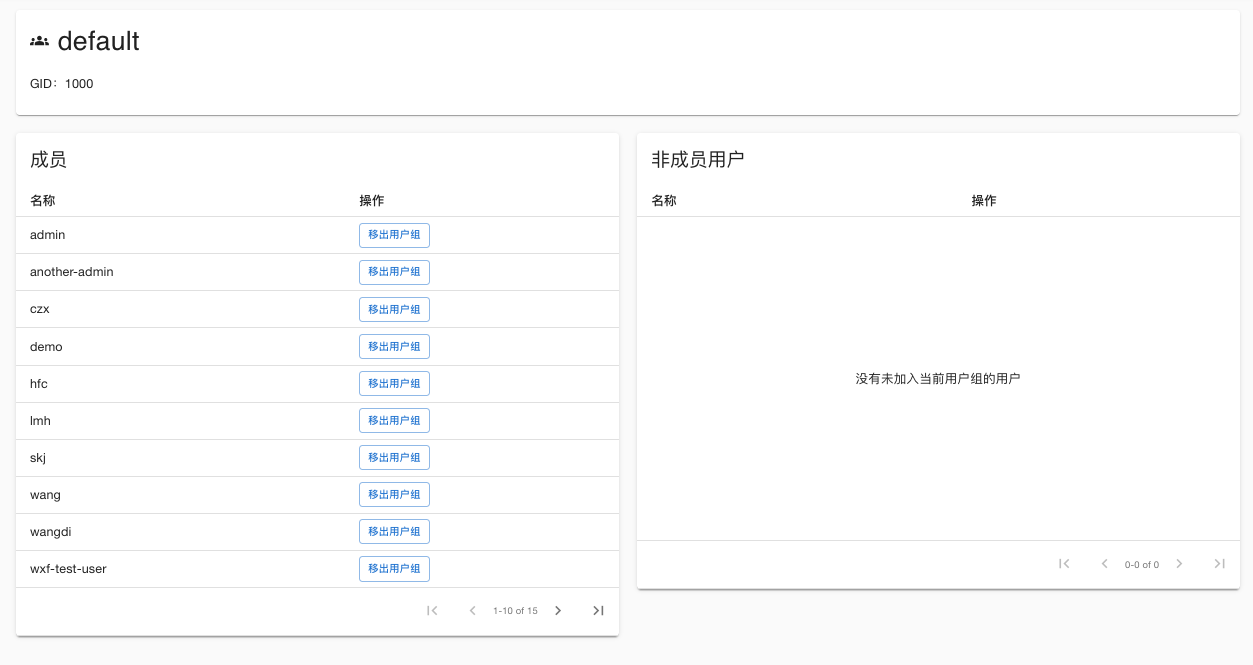 default
GID：1000
成员
名称 操作
admin 移出用户组
another-admin 移出用户组
czx 移出用户组
demo 移出用户组
hfc 移出用户组
lmh 移出用户组
skj 移出用户组
wang 移出用户组
wangdi 移出用户组
wxf-test-user 移出用户组
1-10 of 15
非成员用户
名称 操作
没有未加入当前用户组的用户
0-0 of 0